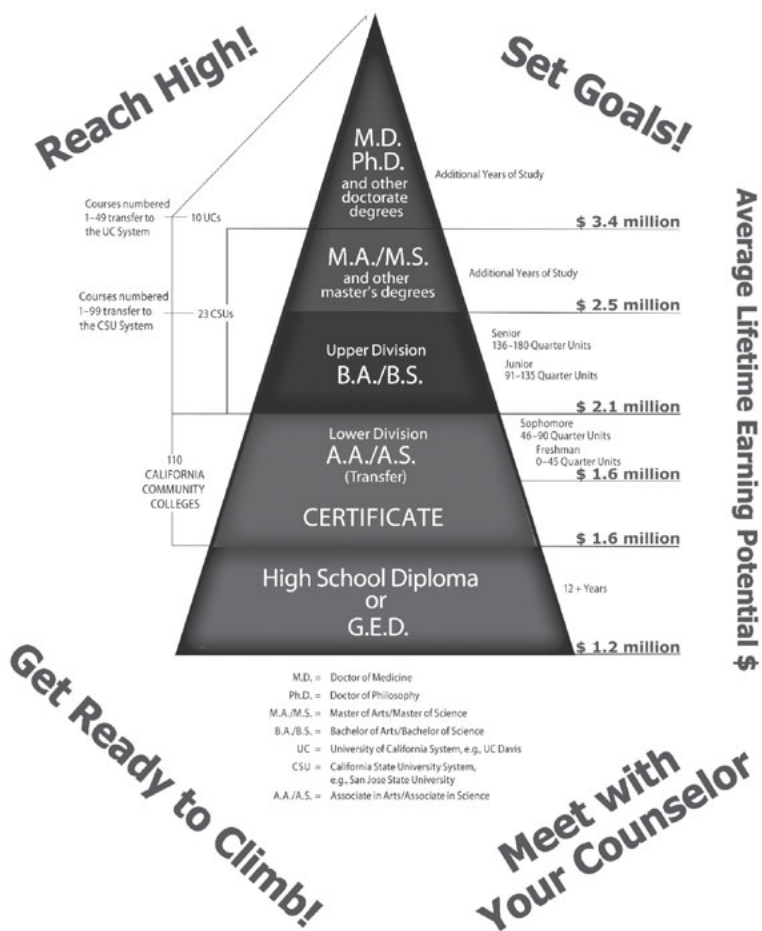 Reach High!
Set Goals!
M.D.
Ph.D.
and other
doctorate
degrees
Additional Years of Study
Courses numbered
1–49 transfer to
the UC System
10 UCs
$ 3.4 million
M.A./M.S.
and other
master's degrees
Additional Years of Study
Courses numbered
1–99 transfer to
the CSU System
23 CSUs
$ 2.5 million
Upper Division
B.A./B.S.
Senior
136–180 Quarter Units
Junior
91–135 Quarter Units
$ 2.1 million
Lower Division
A.A./A.S.
(Transfer)
Sophomore
46–90 Quarter Units
Freshman
0–45 Quarter Units
$ 1.6 million
110
CALIFORNIA
COMMUNITY
COLLEGES
CERTIFICATE
$ 1.6 million
High School Diploma
or
G.E.D.
12 + Years
$ 1.2 million
Average Lifetime Earning Potential $
M.D. = Doctor of Medicine
Ph.D. = Doctor of Philosophy
M.A./M.S. = Master of Arts/Master of Science
B.A./B.S. = Bachelor of Arts/Bachelor of Science
UC = University of California System, e.g., UC Davis
CSU = California State University System,
e.g., San Jose State University
A.A./A.S. = Associate in Arts/Associate in Science
Get Ready to Climb!
Meet with
Your Counselor